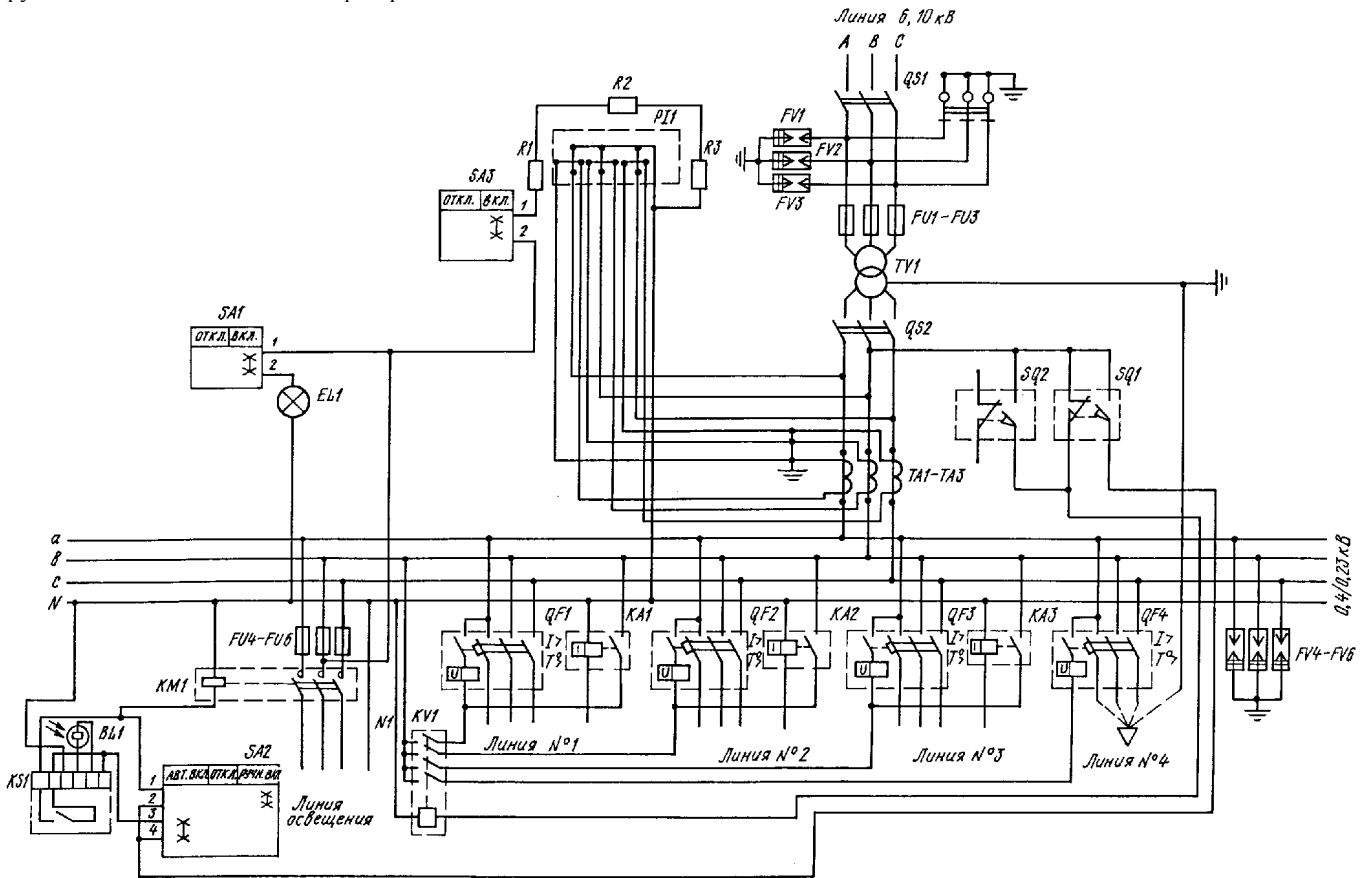 Линия 6, 10 кВ
А В С
QS1
R2
PI1
FV1
R1
R3
FV2
SA3
ОТКЛ. ВКЛ.
FV3
1
2
FU1-FU3
TV1
SA1
ОТКЛ. ВКЛ.
1
2
QS2
SQ2
SQ1
EL1
TA1-TA3
а
в
с
N
0,4/0,23 кВ
QF1
KA1
QF2
KA2
QF3
KA3
QF4
FU4-FU6
I>
I>
I>
I>
FV4-FV6
KM1
U
U
U
U
N1
KV1
BL1
Линия №1
Линия №2
Линия №3
Линия №4
SA2
KS1
АВТ. ВКЛ. ОТКЛ. РУЧН. ВКЛ
1
2
3
4
Линия
освещения